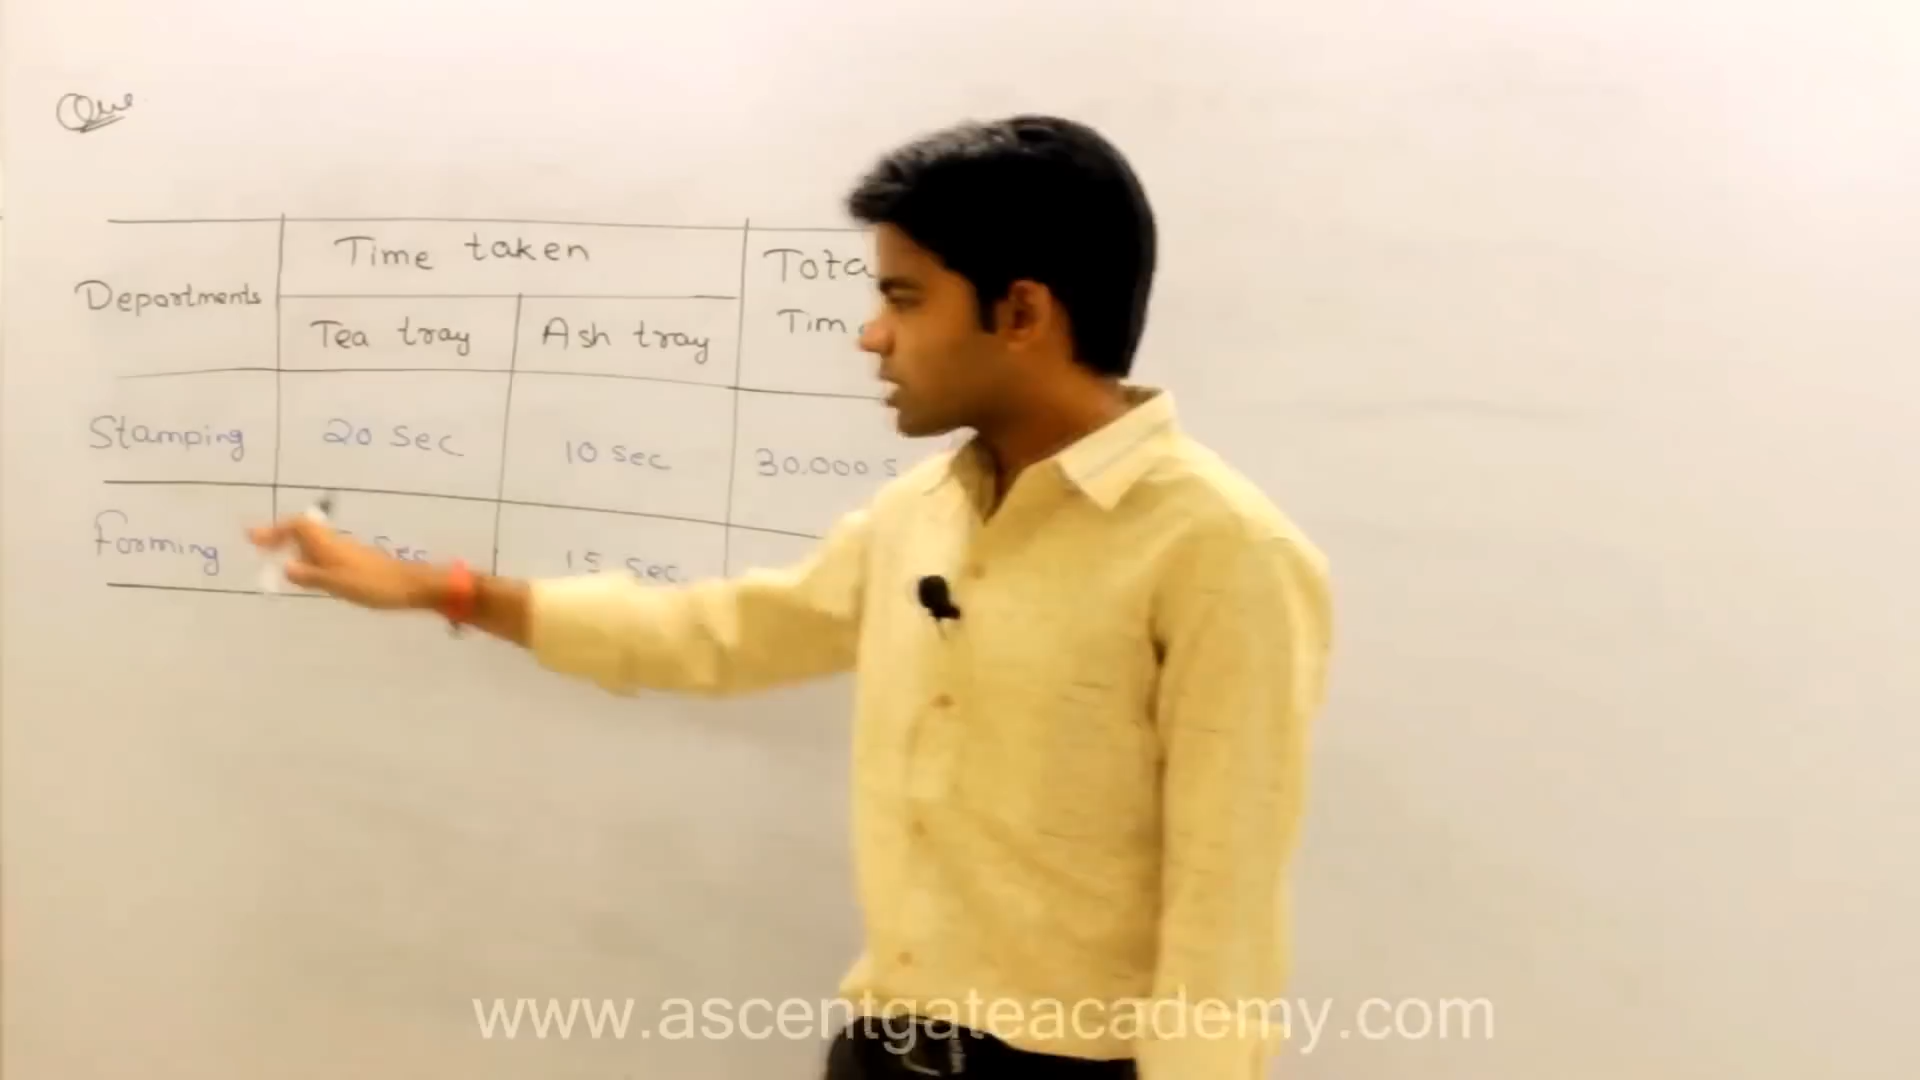 Que
Time taken
Departments
Tea tray
Ash tray
Tota
Tim
Stamping
20 sec
10 sec
30.000 s
Forming
sec
15 sec.
www.ascentgateacademy.com